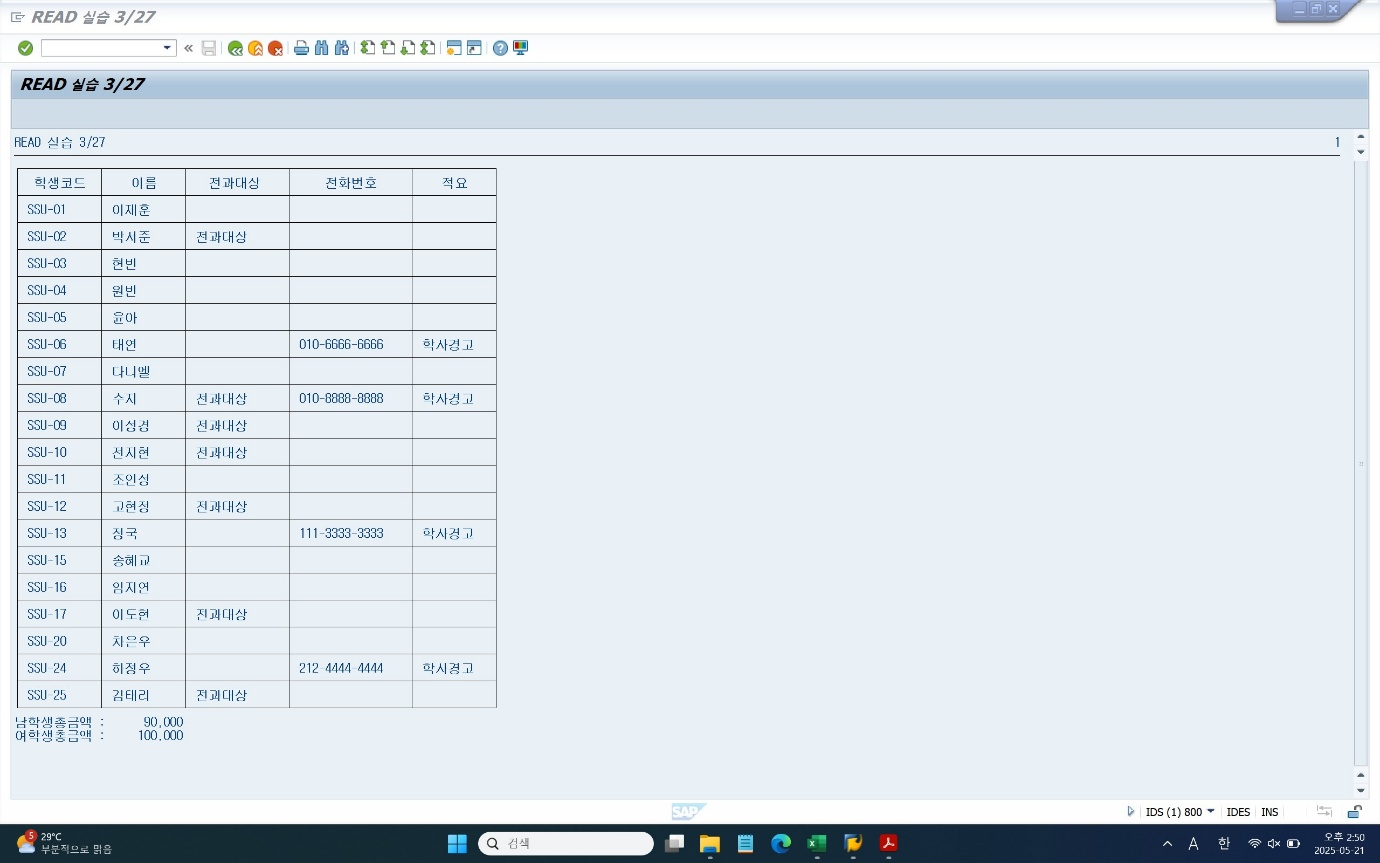 READ 실습 3/27
READ 실습 3/27
READ 실습 3/27 1
학생코드 이름 전과대상 전화번호 적요
SSU-01 이재훈
SSU-02 박서준 전과대상
SSU-03 현빈
SSU-04 원빈
SSU-05 윤아
SSU-06 태연 010-6666-6666 학사경고
SSU-07 다니엘
SSU-08 수지 전과대상 010-8888-8888 학사경고
SSU-09 이성경 전과대상
SSU-10 전지현 전과대상
SSU-11 조인성
SSU-12 고현정 전과대상
SSU-13 정국 111-3333-3333 학사경고
SSU-15 송혜교
SSU-16 임지연
SSU-17 이도현 전과대상
SSU-20 차은우
SSU-24 하정우 212-4444-4444 학사경고
SSU-25 김태리 전과대상
남학생총금액 : 90,000
여학생총금액 : 100,000
SAP
IDS (1) 800 IDES INS
5
29°C
부분적으로 맑음
검색
A 한
오후 2:50
2025-05-21